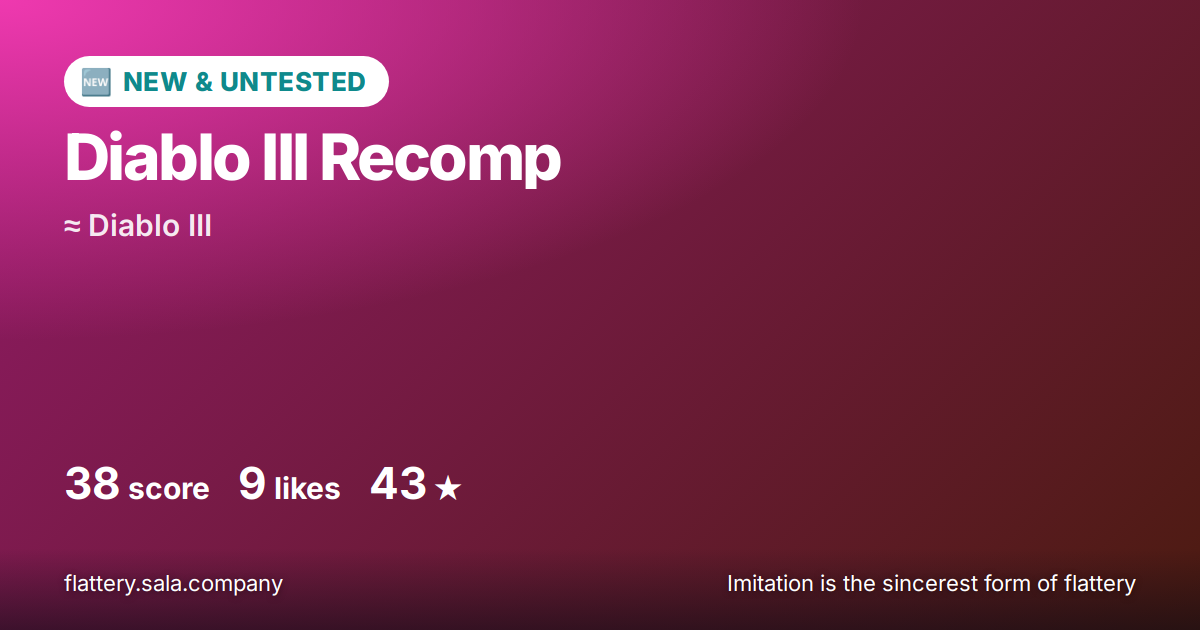 🆕 NEW & UNTESTED
Diablo III Recomp
≈ Diablo III
38 score 9 likes 43 ★
flattery.sala.company
Imitation is the sincerest form of flattery